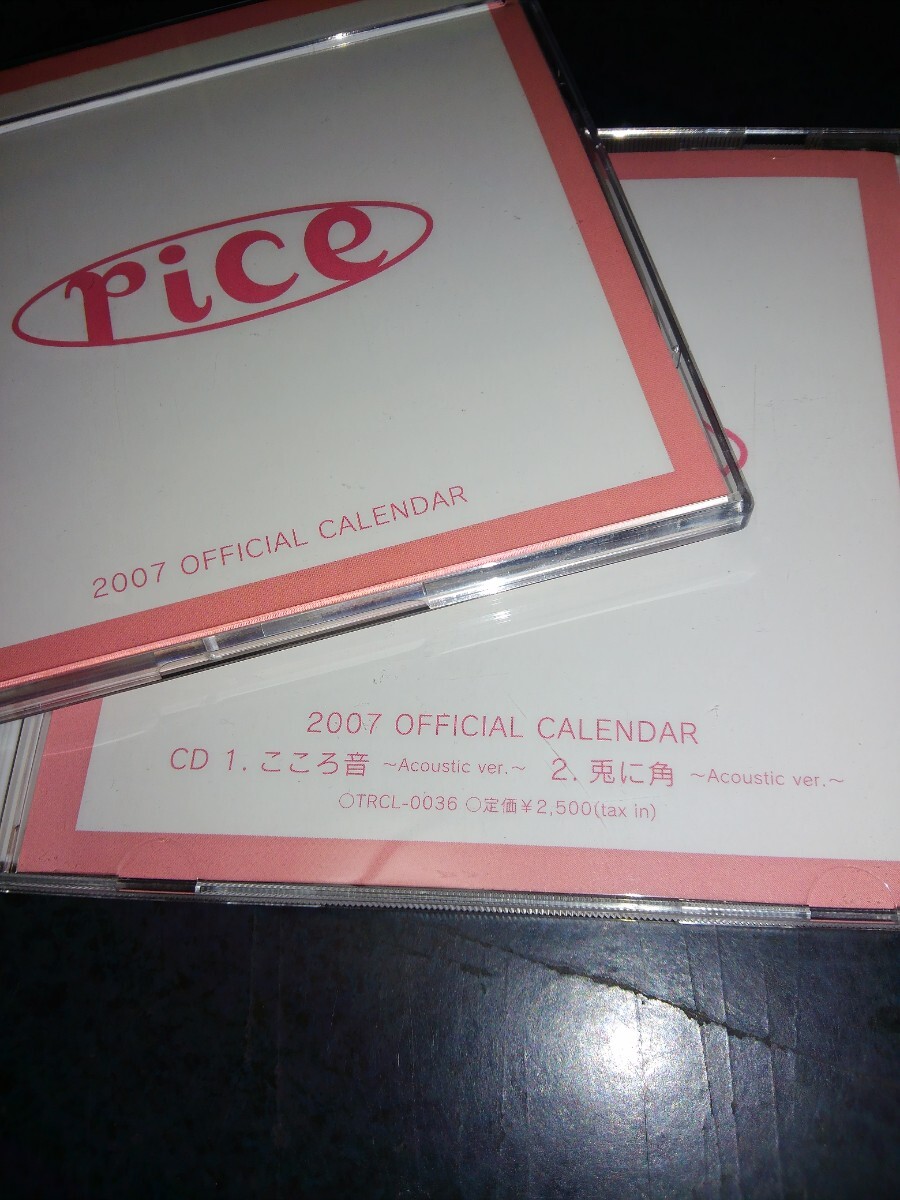 rice
2007 OFFICIAL CALENDAR
2007 OFFICIAL CALENDAR
CD 1. こころ音 ~Acoustic ver.~ 2. 兎に角 ~Acoustic ver.~
○TRCL-0036 ○定価¥2,500(tax in)